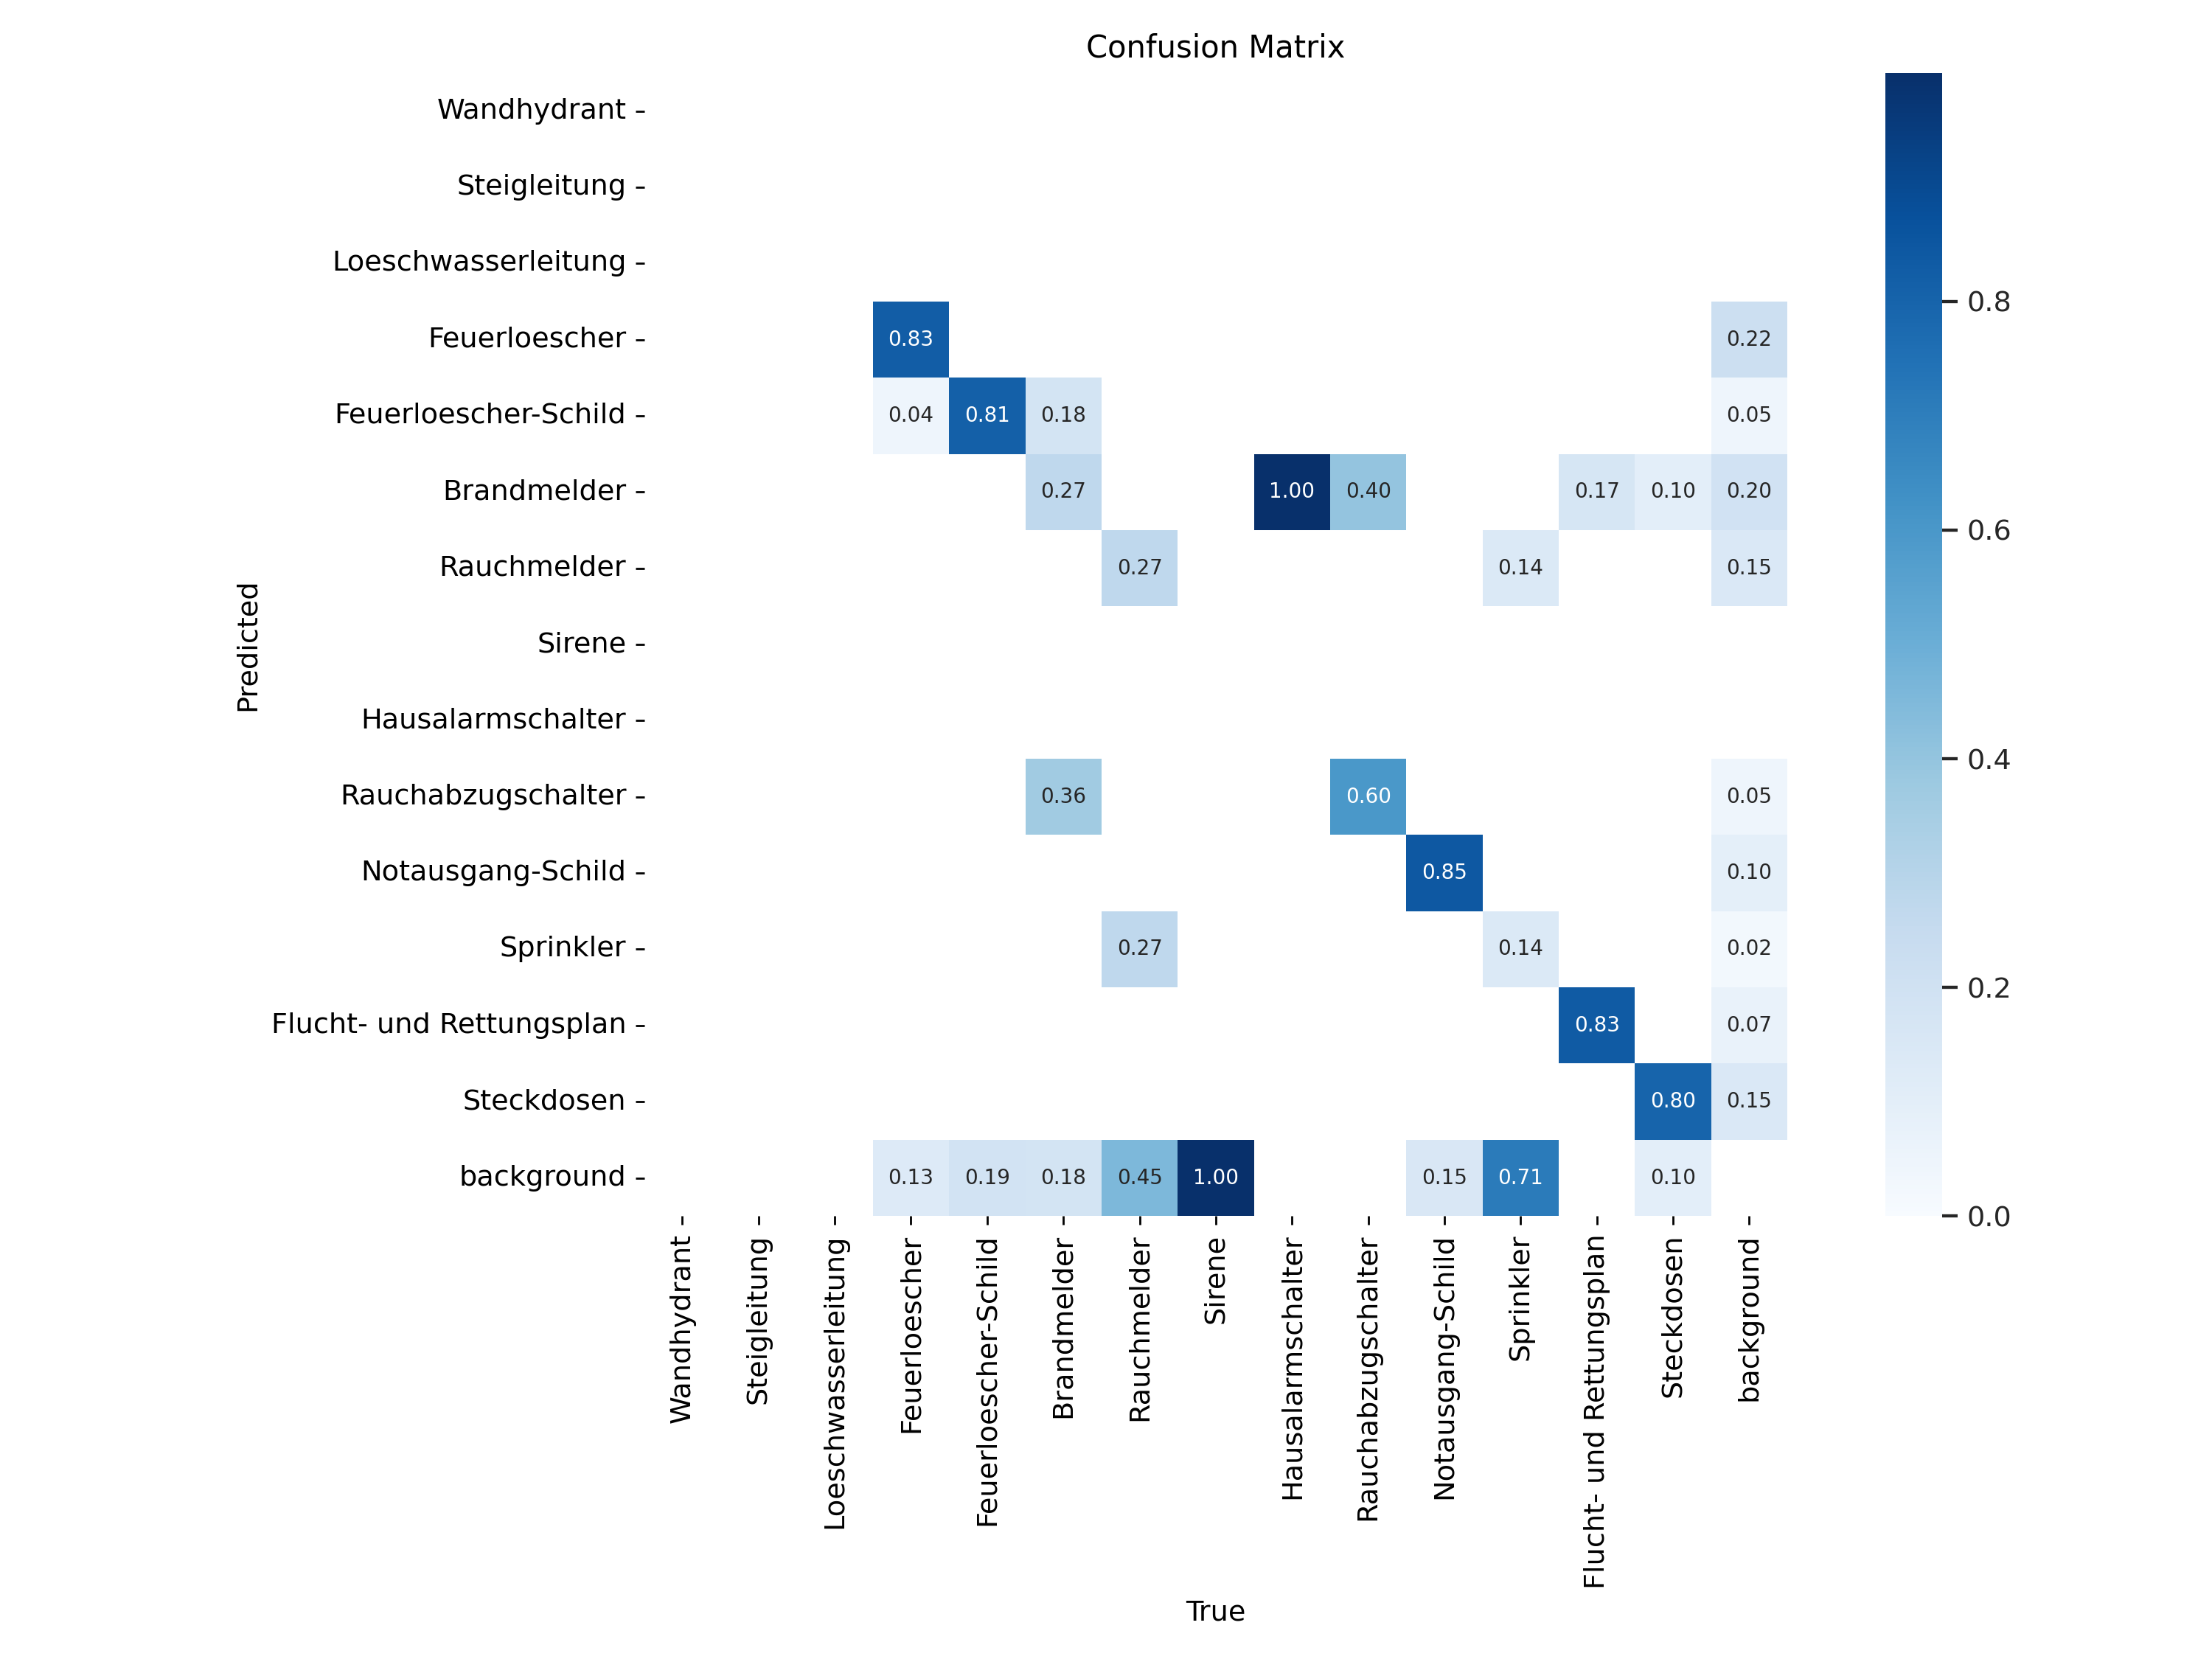 Confusion Matrix
Predicted
Wandhydrant
Steigleitung
Loeschwasserleitung
Feuerloescher 0.83 0.22
Feuerloescher-Schild 0.04 0.81 0.18 0.05
Brandmelder 0.27 1.00 0.40 0.17 0.10 0.20
Rauchmelder 0.27 0.14 0.15
Sirene
Hausalarmschalter
Rauchabzugschalter 0.36 0.60 0.05
Notausgang-Schild 0.85 0.10
Sprinkler 0.27 0.14 0.02
Flucht- und Rettungsplan 0.83 0.07
Steckdosen 0.80 0.15
background 0.13 0.19 0.18 0.45 1.00 0.15 0.71 0.10
Wandhydrant
Steigleitung
Loeschwasserleitung
Feuerloescher
Feuerloescher-Schild
Brandmelder
Rauchmelder
Sirene
Hausalarmschalter
Rauchabzugschalter
Notausgang-Schild
Sprinkler
Flucht- und Rettungsplan
Steckdosen
background
True
0.8
0.6
0.4
0.2
0.0